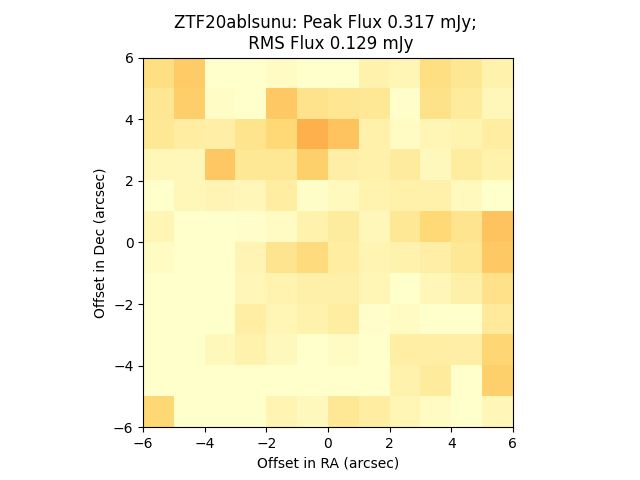 ZTF20ablsunu: Peak Flux 0.317 mJy;
RMS Flux 0.129 mJy
6
4
2
0
−2
−4
−6
Offset in Dec (arcsec)
−6 −4 −2 0 2 4 6
Offset in RA (arcsec)